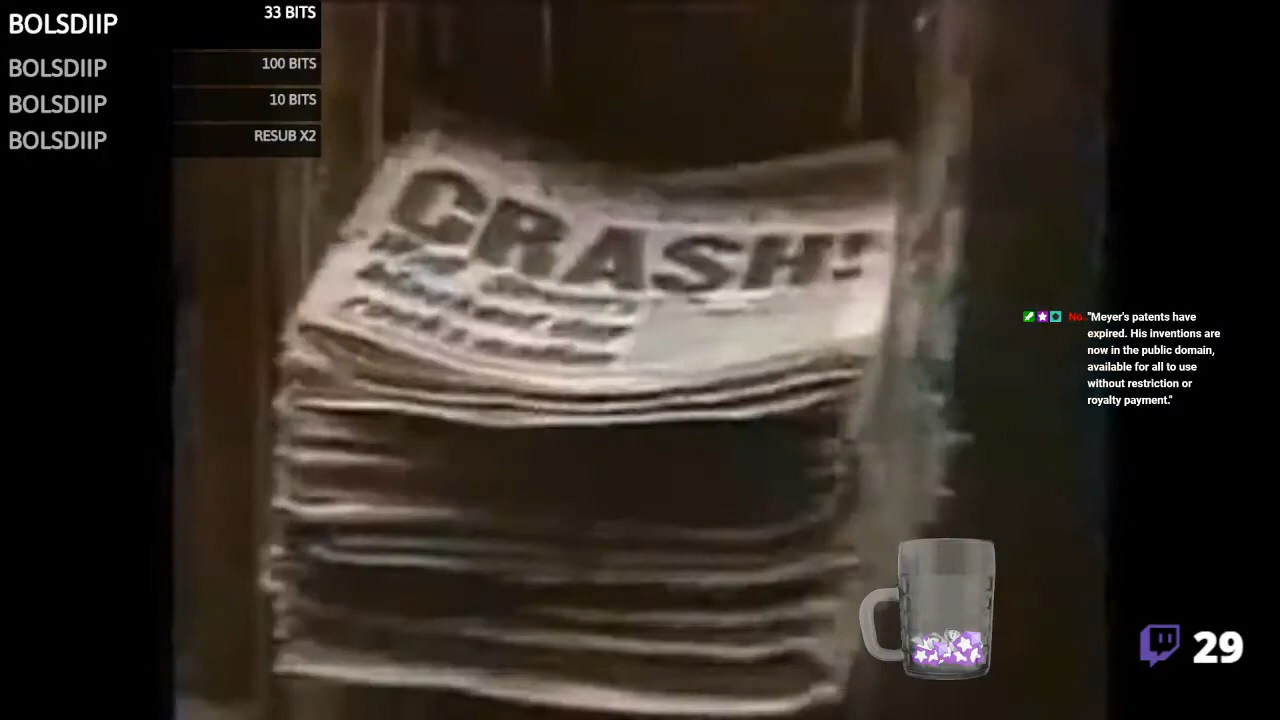 BOLSDIIP 33 BITS
BOLSDIIP 100 BITS
BOLSDIIP 10 BITS
BOLSDIIP RESUB X2
CRASH!
No. "Meyer's patents have
expired. His inventions are
now in the public domain,
available for all to use
without restriction or
royalty payment."
29